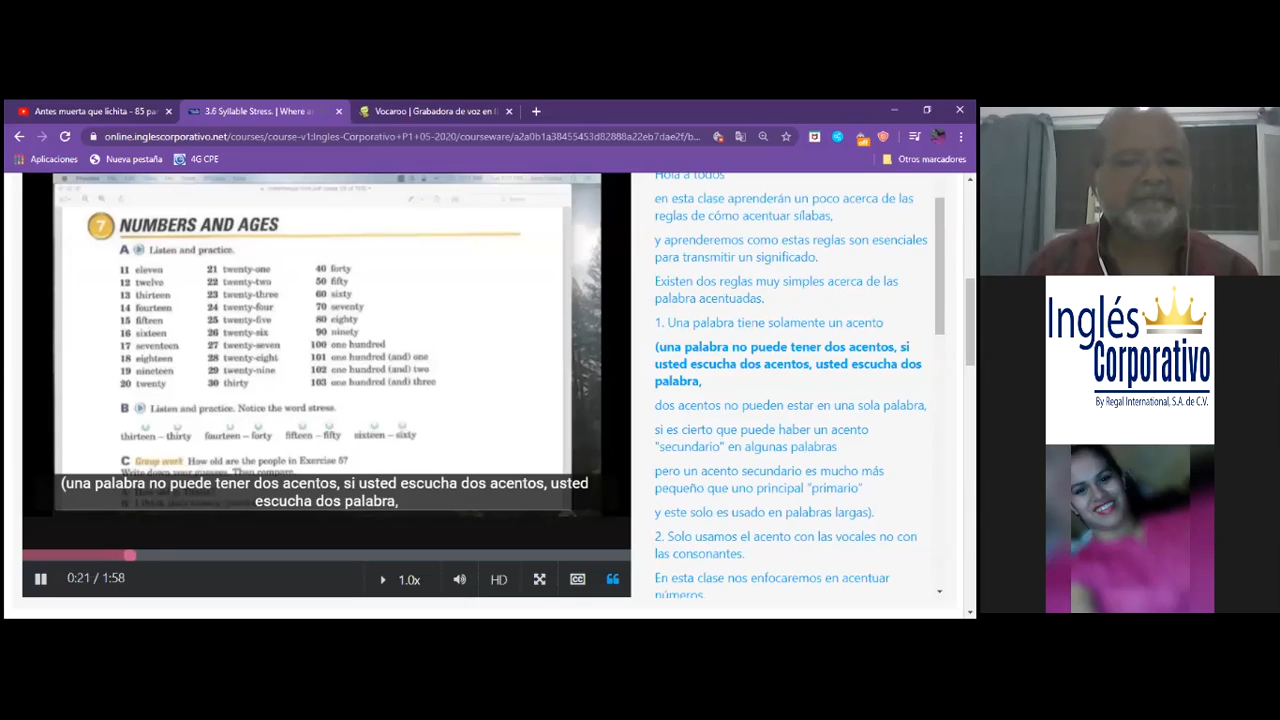 Antes muerta que lichita - 85 pa
3.6 Syllable Stress. | Where a
Vocaroo | Grabadora de voz en l
online.inglescorporativo.net/courses/course-v1:Ingles-Corporativo+P1+05-2020/courseware/a2a0b1a38455453d82888a22eb7dae2f/b...
Aplicaciones
Nueva pestaña
4G CPE
Otros marcadores
7 NUMBERS AND AGES
A Listen and practice.
11 eleven 21 twenty-one 40 forty
12 twelve 22 twenty-two 50 fifty
13 thirteen 23 twenty-three 60 sixty
14 fourteen 24 twenty-four 70 seventy
15 fifteen 25 twenty-five 80 eighty
16 sixteen 26 twenty-six 90 ninety
17 seventeen 27 twenty-seven 100 one hundred
18 eighteen 28 twenty-eight 101 one hundred (and) one
19 nineteen 29 twenty-nine 102 one hundred (and) two
20 twenty 30 thirty 103 one hundred (and) three
B Listen and practice. Notice the word stress.
thirteen – thirty fourteen – forty fifteen – fifty sixteen – sixty
C Group work How old are the people in Exercise 5?
Write down your guesses. Then compare.
(una palabra no puede tener dos acentos, si usted escucha dos acentos, usted
escucha dos palabra,
0:21 / 1:58
1.0x
HD
CC
Hola a todos
en esta clase aprenderán un poco acerca de las
reglas de cómo acentuar sílabas,
y aprenderemos como estas reglas son esenciales
para transmitir un significado.
Existen dos reglas muy simples acerca de las
palabra acentuadas.
1. Una palabra tiene solamente un acento
(una palabra no puede tener dos acentos, si
usted escucha dos acentos, usted escucha dos
palabra,
dos acentos no pueden estar en una sola palabra,
si es cierto que puede haber un acento
"secundario" en algunas palabras
pero un acento secundario es mucho más
pequeño que uno principal "primario"
y este solo es usado en palabras largas).
2. Solo usamos el acento con las vocales no con
las consonantes.
En esta clase nos enfocaremos en acentuar
números.
Inglés
Corporativo
By Regal International, S.A. de C.V.